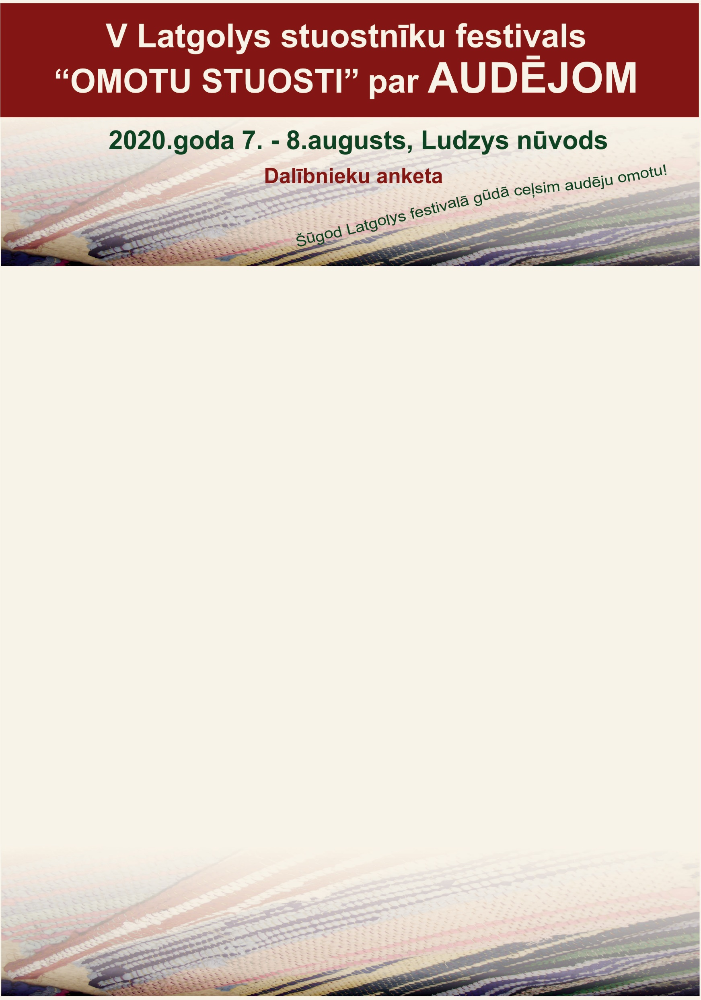 V Latgolys stuostnīku festivals
“OMOTU STUOSTI” par AUDĒJOM
2020.goda 7. - 8.augusts, Ludzys nūvods
Dalībnieku anketa
Šūgod Latgolys festivalā gūdā ceļsim audēju omotu!